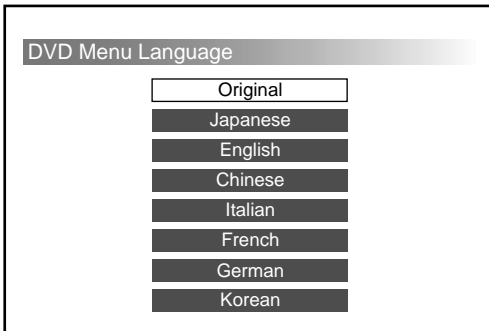 DVD Menu Language
Original
Japanese
English
Chinese
Italian
French
German
Korean